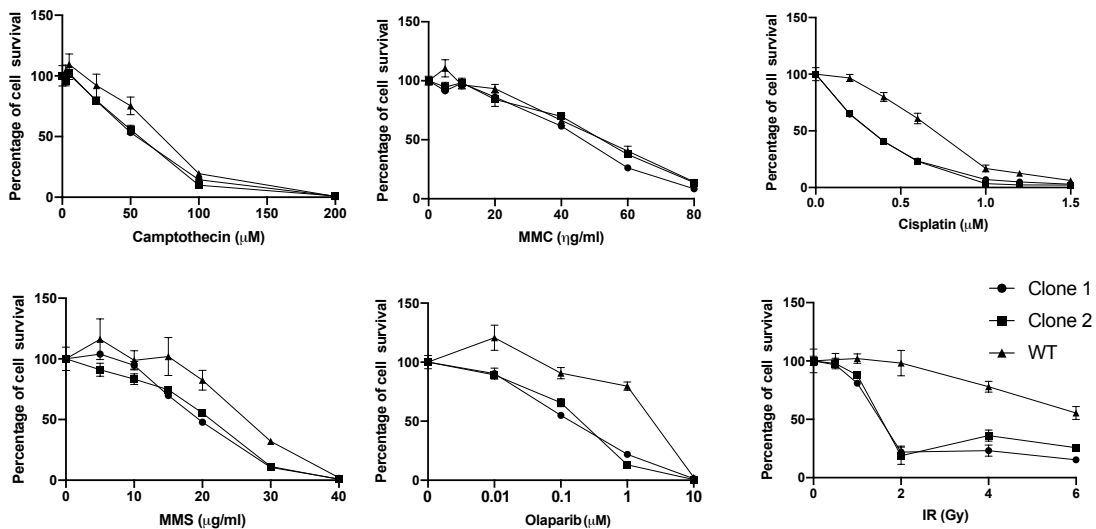 Percentage of cell survival
150
100
50
0
0 50 100 150 200
Camptothecin (μM)
Percentage of cell survival
150
100
50
0
0 20 40 60 80
MMC (ηg/ml)
Percentage of cell survival
150
100
50
0
0.0 0.5 1.0 1.5
Cisplatin (μM)
Percentage of cell survival
150
100
50
0
0 10 20 30 40
MMS (μg/ml)
Percentage of cell survival
150
100
50
0
0 0.01 0.1 1 10
Olaparib (μM)
Percentage of cell survival
150
100
50
0
0 2 4 6
IR (Gy)
Clone 1
Clone 2
WT